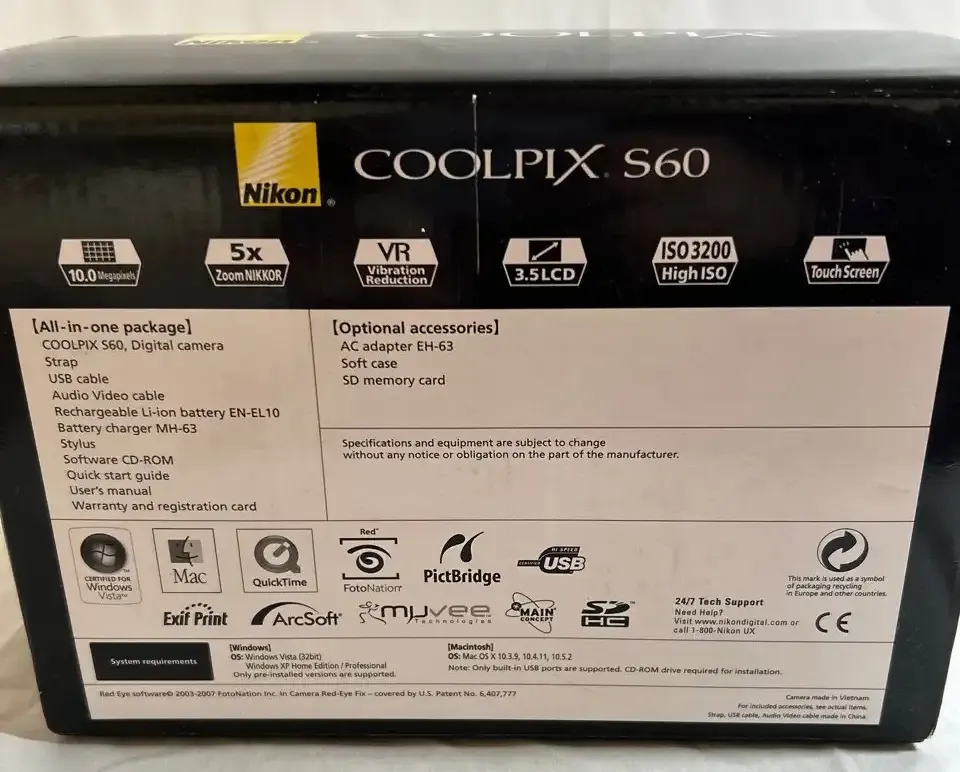 Nikon COOLPIX
Nikon® COOLPIX® S60
10.0 Megapixels
5x
Zoom NIKKOR
VR
Vibration
Reduction
3.5 LCD
ISO 3200
High ISO
Touch Screen
【All-in-one package】
COOLPIX S60, Digital camera
Strap
USB cable
Audio Video cable
Rechargeable Li-ion battery EN-EL10
Battery charger MH-63
Stylus
Software CD-ROM
Quick start guide
User's manual
Warranty and registration card
【Optional accessories】
AC adapter EH-63
Soft case
SD memory card
Specifications and equipment are subject to change
without any notice or obligation on the part of the manufacturer.
CERTIFIED FOR
Windows
Vista™
Mac
QuickTime
Red™
FotoNation™
PictBridge
CERTIFIED HI-SPEED USB
This mark is used as a symbol
of packaging recycling
in Europe and other countries.
Exif Print
ArcSoft®
muvee
Technologies
MAIN
CONCEPT
SD™
HC
24/7 Tech Support
Need Help?
Visit www.nikondigital.com or
call 1-800-Nikon UX
CE
System requirements
[Windows]
OS: Windows Vista (32bit)
Windows XP Home Edition / Professional
Only pre-installed versions are supported.
[Macintosh]
OS: Mac OS X 10.3.9, 10.4.11, 10.5.2
Note: Only built-in USB ports are supported. CD-ROM drive required for installation.
Red Eye software© 2003-2007 FotoNation Inc. In Camera Red-Eye Fix – covered by U.S. Patent No. 6,407,777
Camera made in Vietnam.
For included accessories, see actual items.
Strap, USB cable, Audio Video cable made in China.